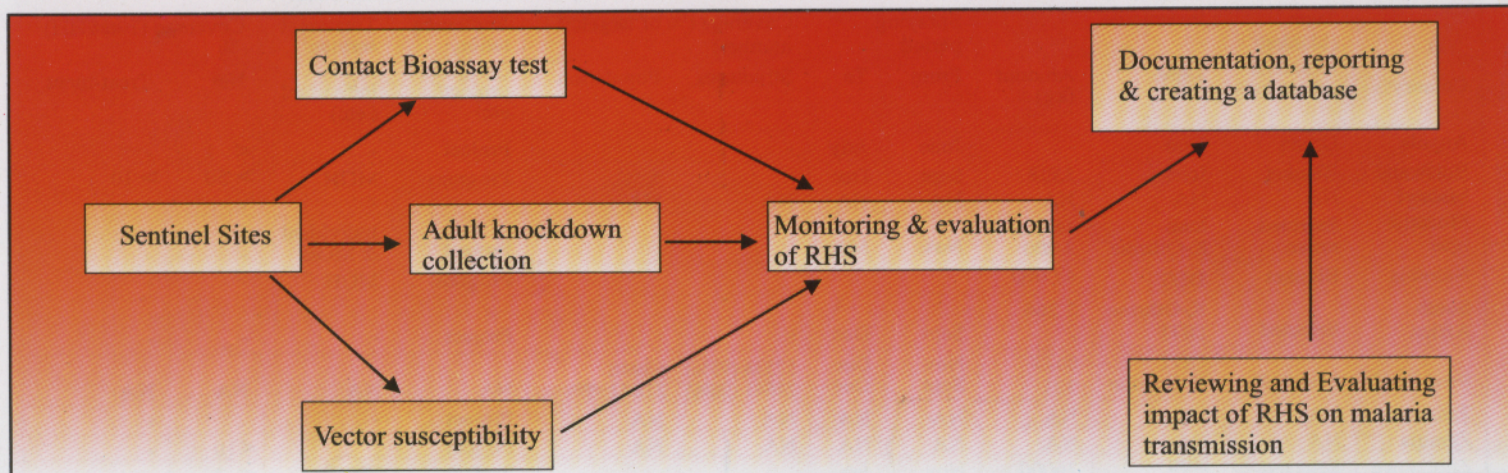 Contact Bioassay test
Documentation, reporting
& creating a database
Sentinel Sites
Adult knockdown
collection
Monitoring & evaluation
of RHS
Vector susceptibility
Reviewing and Evaluating
impact of RHS on malaria
transmission